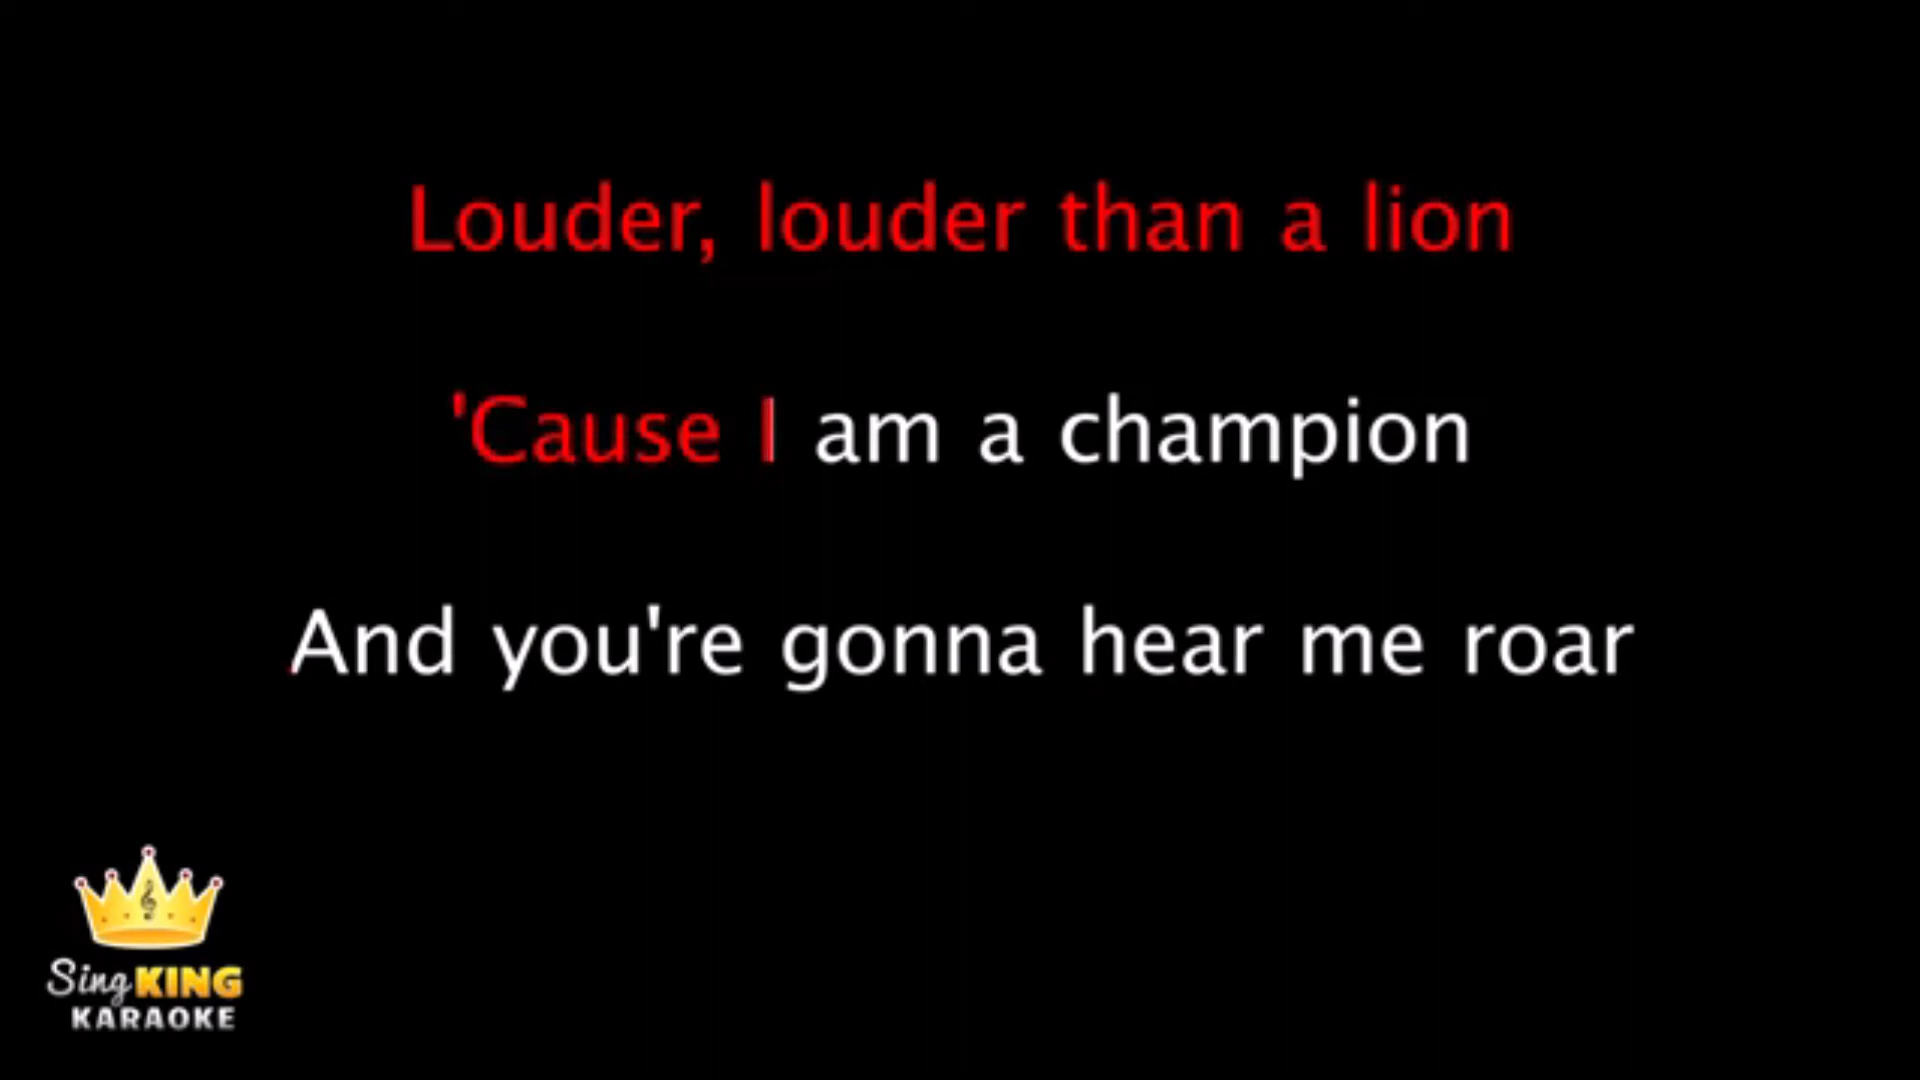 Louder, louder than a lion
'Cause I am a champion
And you're gonna hear me roar
Sing KING
KARAOKE